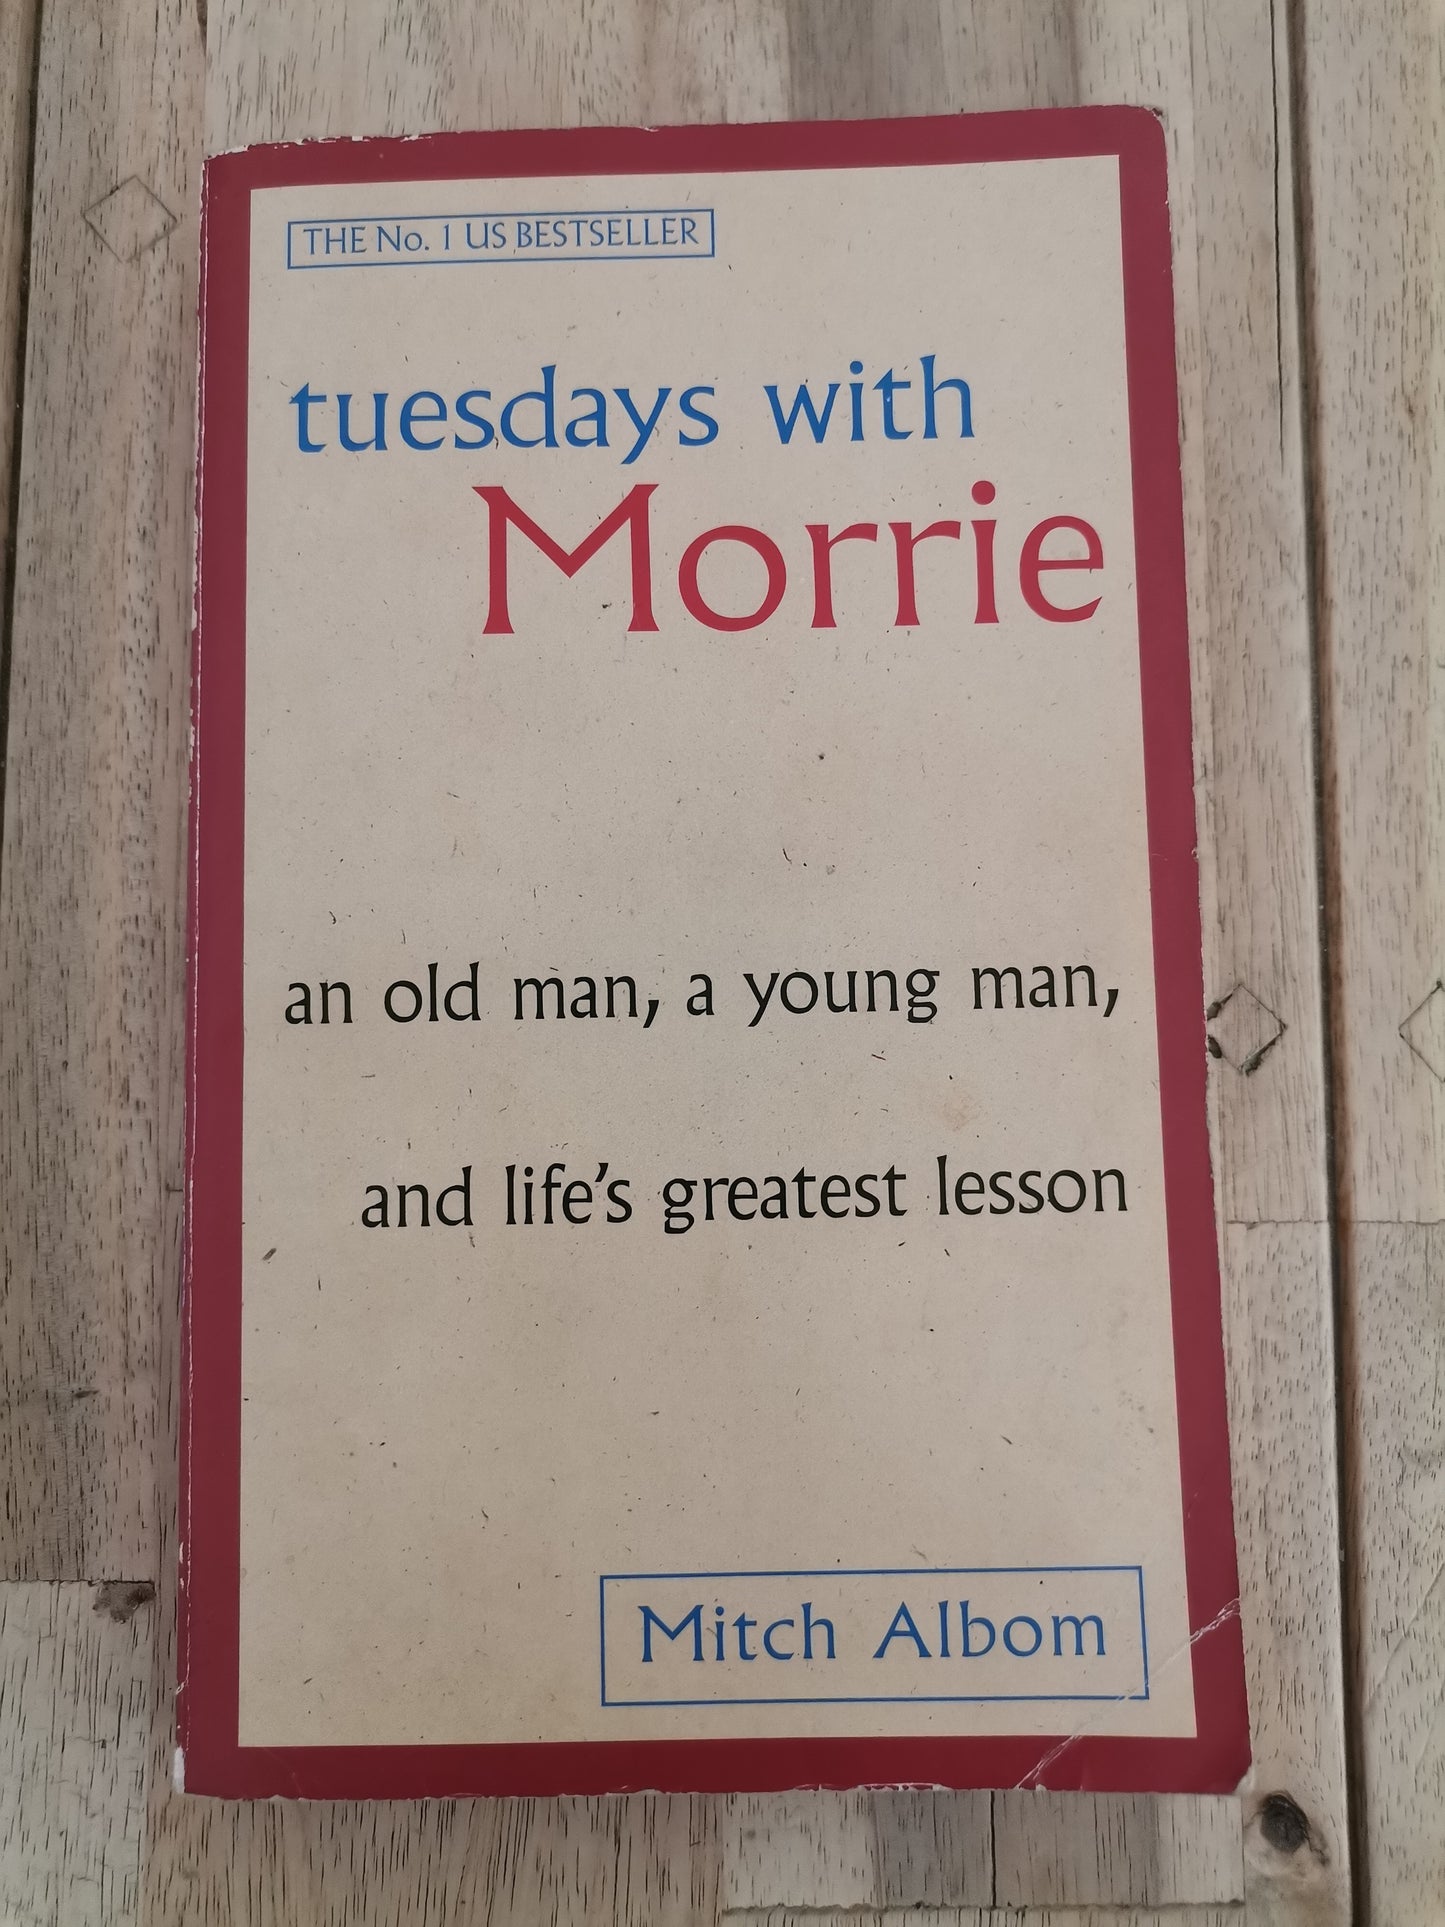 THE No. 1 US BESTSELLER
tuesdays with
Morrie
an old man, a young man,
and life's greatest lesson
Mitch Albom